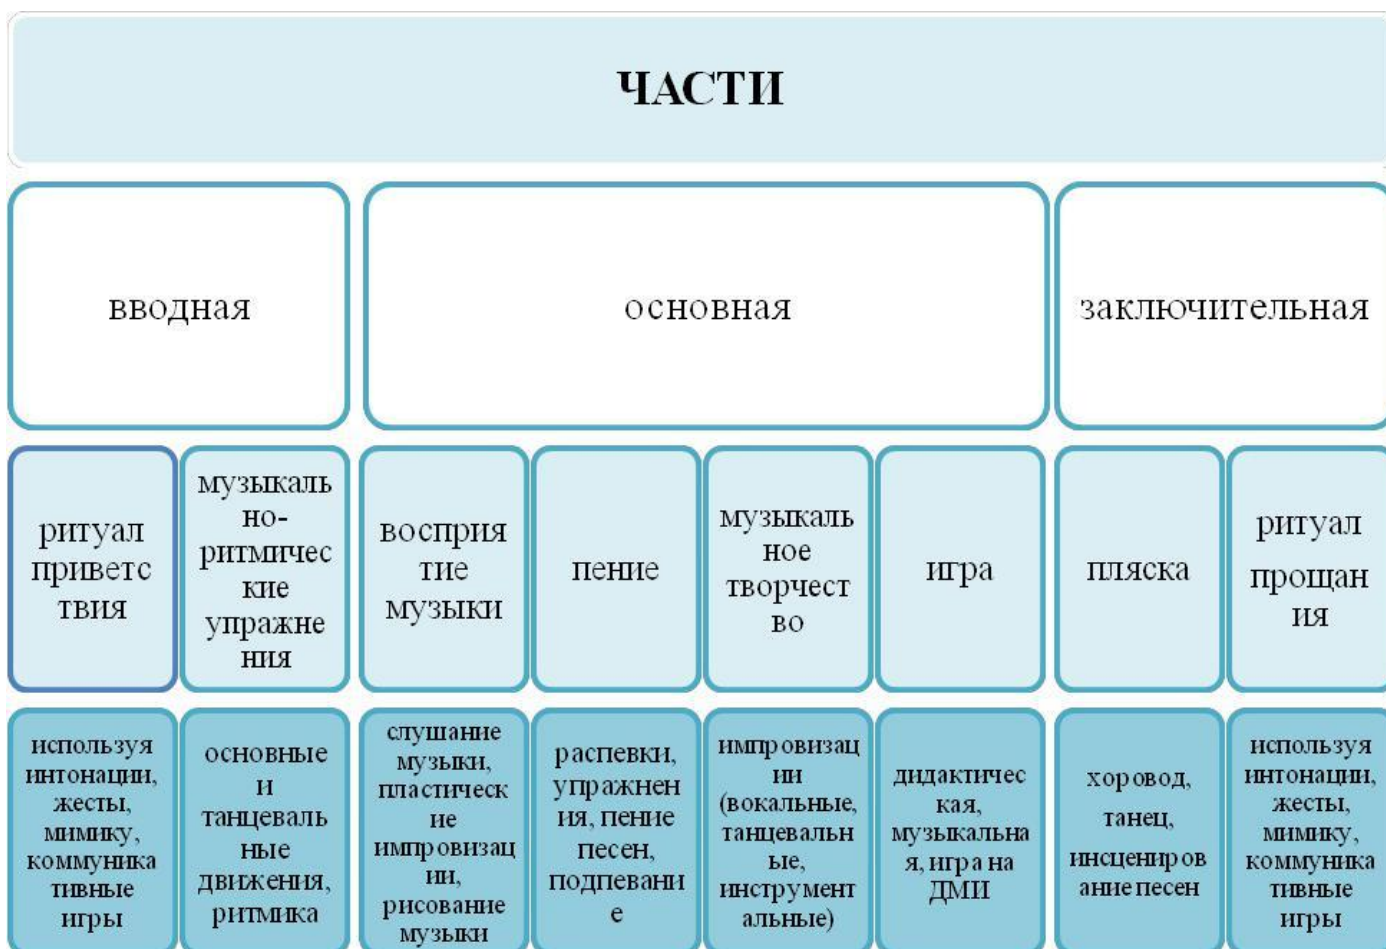 ЧАСТИ
вводная
основная
заключительная
ритуал
приветс
твия
музыкаль
но-
ритмичес
кие
упражне
ния
восприя
тие
музыки
пение
музыкаль
ное
творчест
во
игра
пляска
ритуал
прощан
ия
используя
интонации,
жесты,
мимику,
коммуника
тивные
игры
основные
и
танцеваль
ные
движения,
ритмика
слушание
музыки,
пластическ
ие
импровизац
ии,
рисование
музыки
распевки,
упражнен
ия, пение
песен,
подпевани
е
импровизац
ии
(вокальные,
танцевальн
ые,
инструмент
альные)
дидактичес
кая,
музыкальна
я, игра на
ДМИ
хоровод,
танец,
инсцениров
ание песен
используя
интонации,
жесты,
мимику,
коммуника
тивные
игры